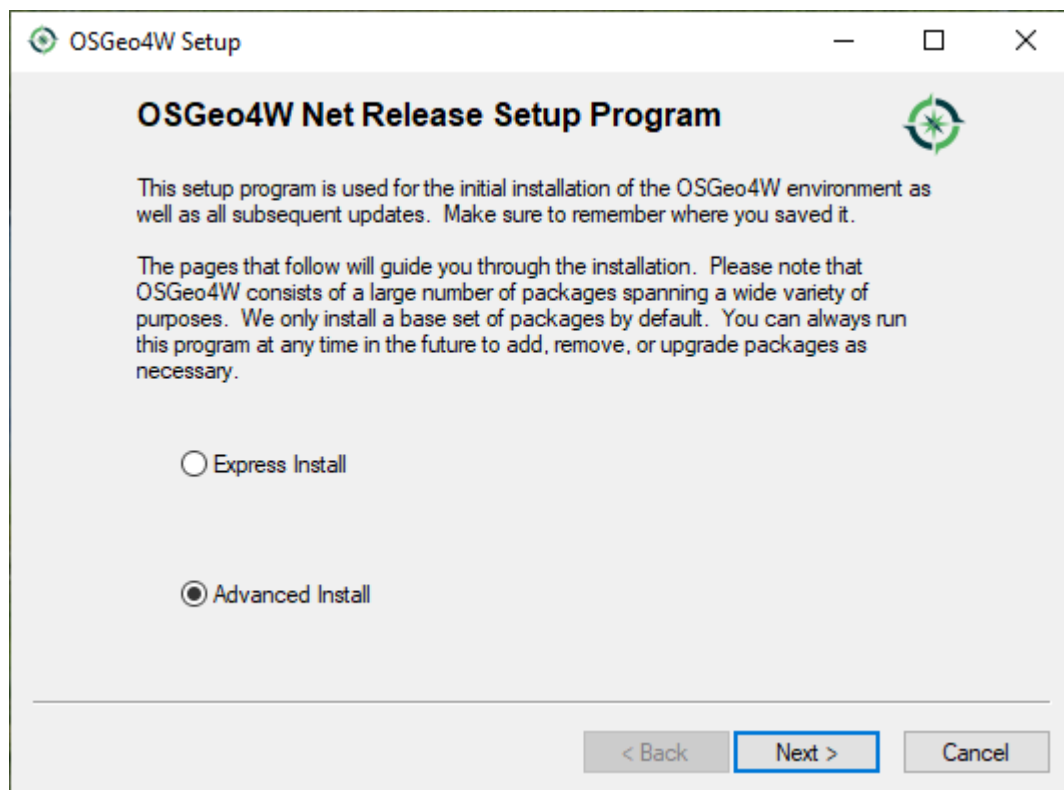 OSGeo4W Setup
OSGeo4W Net Release Setup Program
This setup program is used for the initial installation of the OSGeo4W environment as
well as all subsequent updates.  Make sure to remember where you saved it.
The pages that follow will guide you through the installation.  Please note that
OSGeo4W consists of a large number of packages spanning a wide variety of
purposes.  We only install a base set of packages by default.  You can always run
this program at any time in the future to add, remove, or upgrade packages as
necessary.
Express Install
Advanced Install
< Back
Next >
Cancel